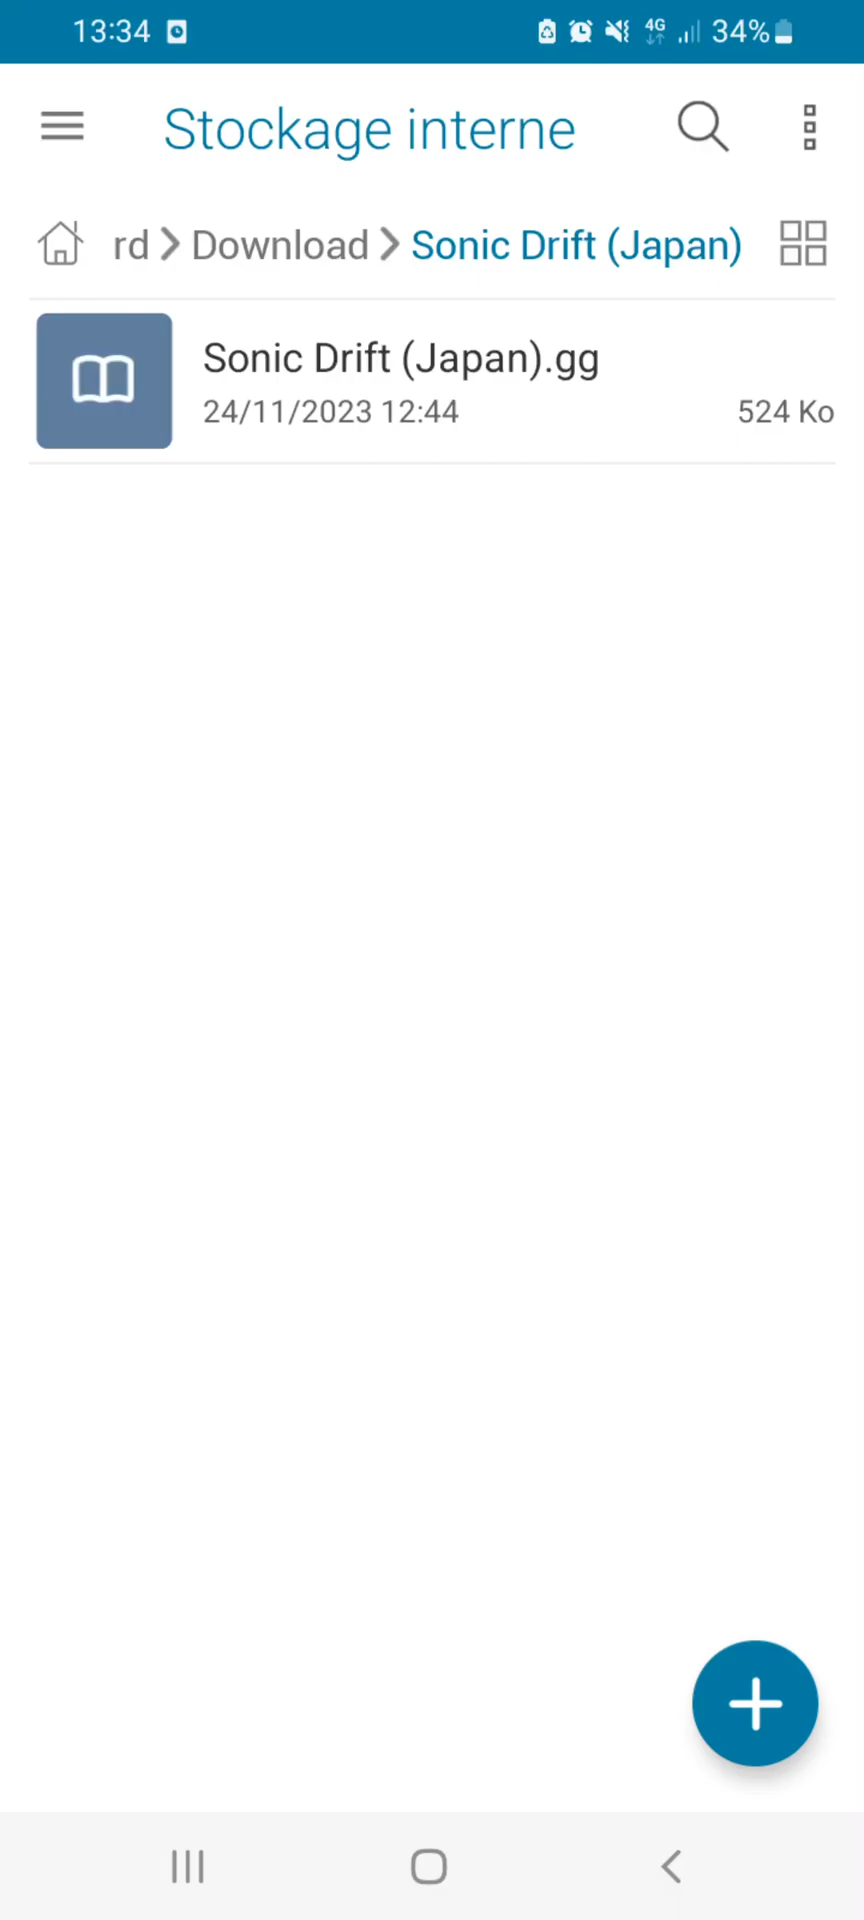 13:34 4G 34%
Stockage interne
rd Download Sonic Drift (Japan)
Sonic Drift (Japan).gg
24/11/2023 12:44 524 Ko